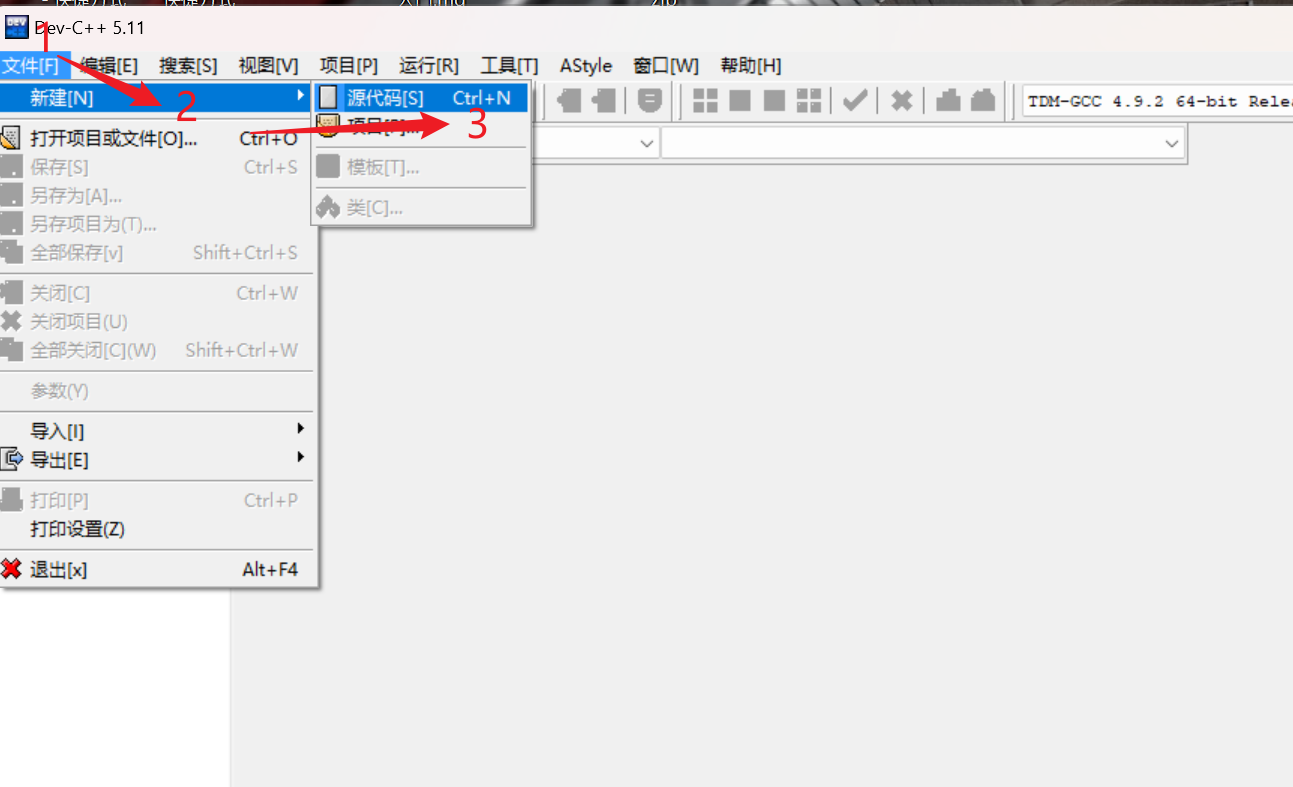 Dev-C++ 5.11
1
文件[F] 编辑[E] 搜索[S] 视图[V] 项目[P] 运行[R] 工具[T] AStyle 窗口[W] 帮助[H]
新建[N] 2
源代码[S] Ctrl+N
TDM-GCC 4.9.2 64-bit Relea
项目[P]... 3
打开项目或文件[O]... Ctrl+O
保存[S] Ctrl+S
模板[T]...
另存为[A]...
类[C]...
另存项目为(T)...
全部保存[v] Shift+Ctrl+S
关闭[C] Ctrl+W
关闭项目(U)
全部关闭[C](W) Shift+Ctrl+W
参数(Y)
导入[I]
导出[E]
打印[P] Ctrl+P
打印设置(Z)
退出[x] Alt+F4